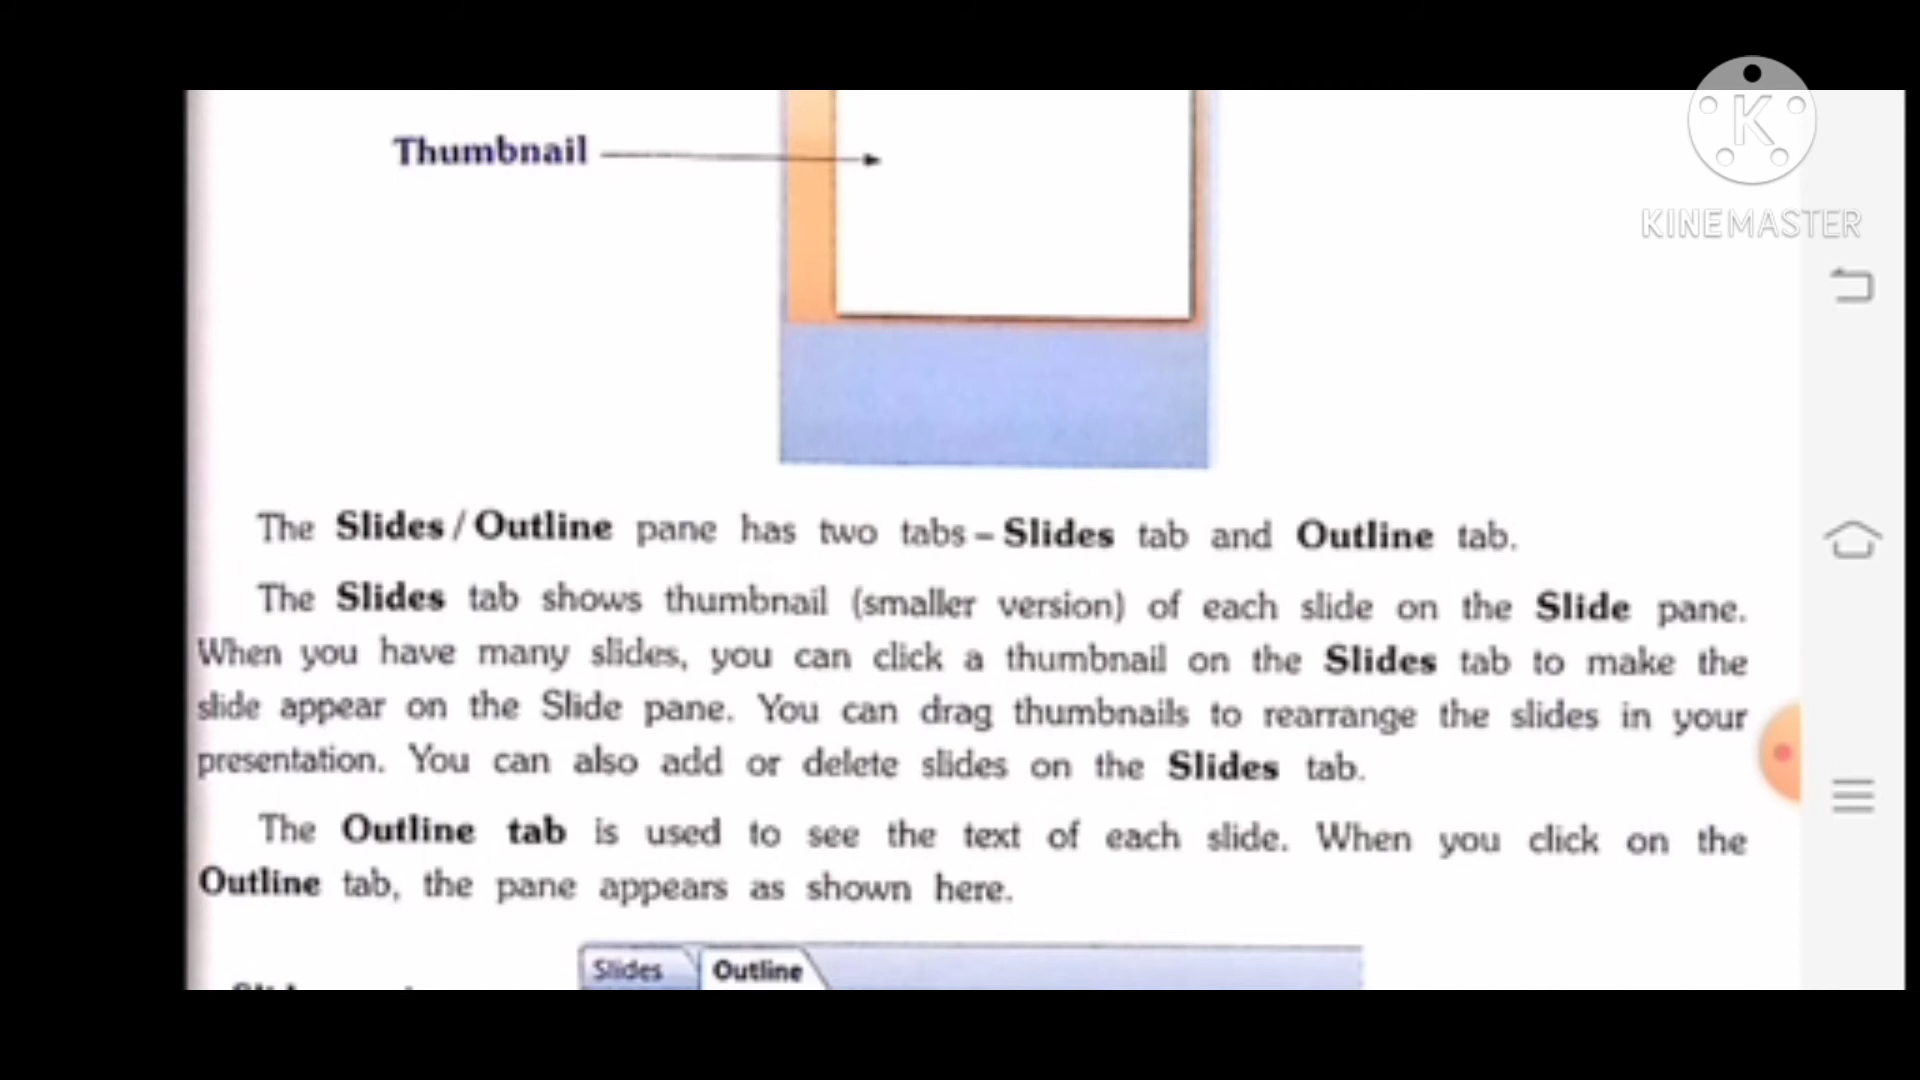 K
KINEMASTER
Thumbnail
The Slides / Outline pane has two tabs – Slides tab and Outline tab.
The Slides tab shows thumbnail (smaller version) of each slide on the Slide pane.
When you have many slides, you can click a thumbnail on the Slides tab to make the
slide appear on the Slide pane. You can drag thumbnails to rearrange the slides in your
presentation. You can also add or delete slides on the Slides tab.
The Outline tab is used to see the text of each slide. When you click on the
Outline tab, the pane appears as shown here.
Slides Outline